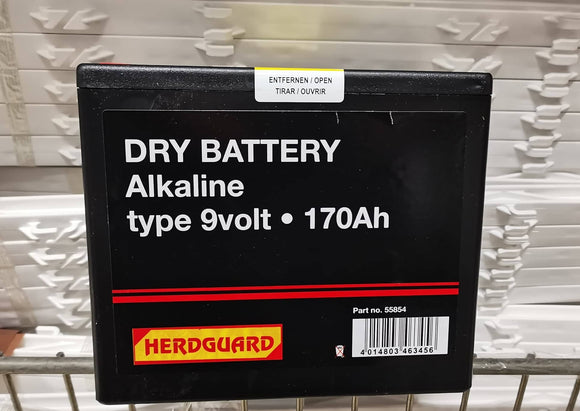 ENTFERNEN / OPEN
TIRAR / OUVRIR
DRY BATTERY
Alkaline
type 9volt • 170Ah
Part no. 55854
HERDGUARD
4 014803 463456